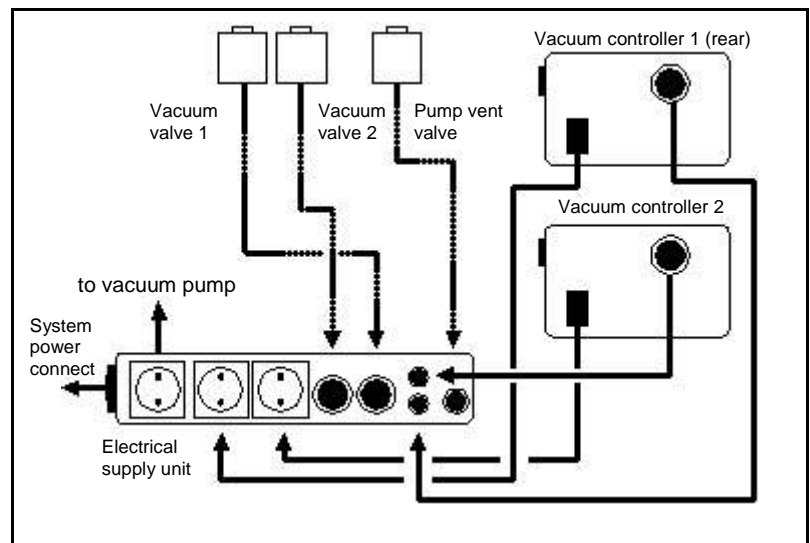 Vacuum controller 1 (rear)
Vacuum
valve 1
Vacuum
valve 2
Pump vent
valve
Vacuum controller 2
to vacuum pump
System
power
connect
Electrical
supply unit